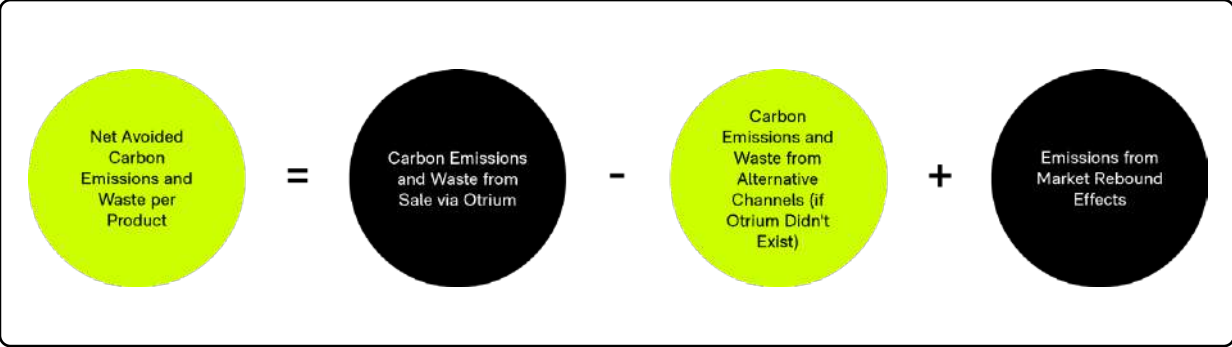 Net Avoided
Carbon
Emissions and
Waste per
Product
=
Carbon Emissions
and Waste from
Sale via Otrium
-
Carbon
Emissions and
Waste from
Alternative
Channels (if
Otrium Didn't
Exist)
+
Emissions from
Market Rebound
Effects